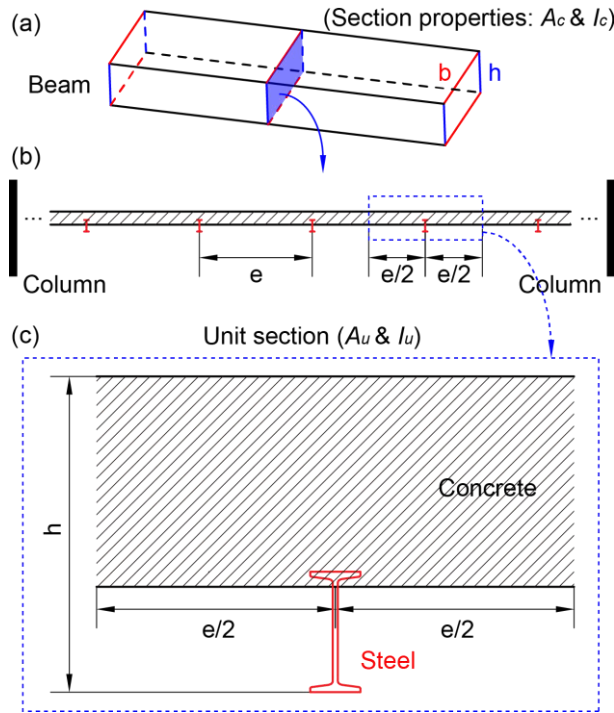 (a)
(Section properties: Ac & Ic)
Beam
b
h
(b)
... ...
e
e/2
e/2
Column
Column
(c)
Unit section (Au & Iu)
h
Concrete
e/2
e/2
Steel